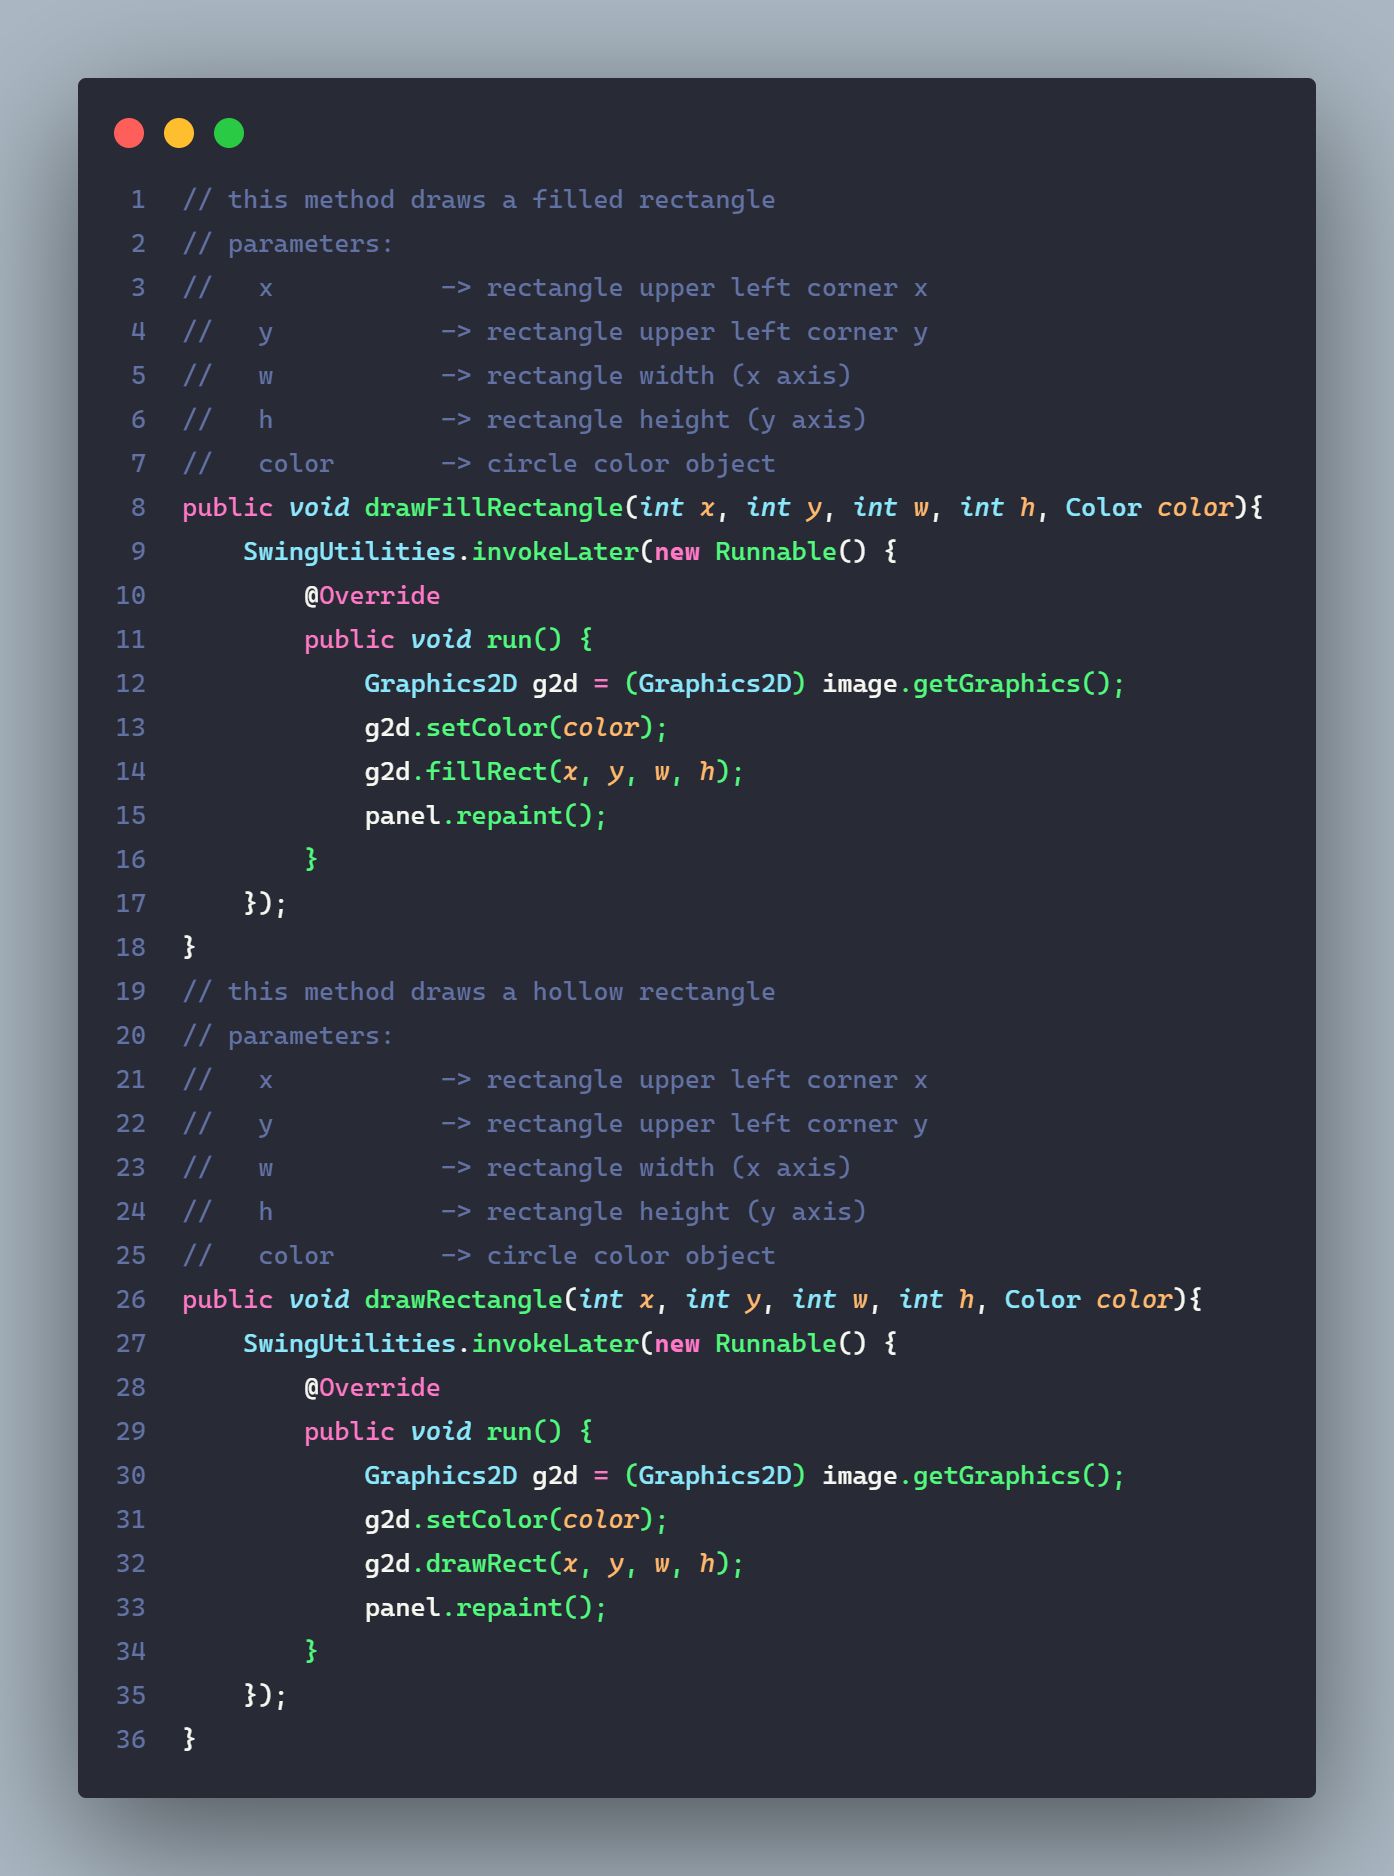 1 // this method draws a filled rectangle
2 // parameters:
3 //   x           -> rectangle upper left corner x
4 //   y           -> rectangle upper left corner y
5 //   w           -> rectangle width (x axis)
6 //   h           -> rectangle height (y axis)
7 //   color       -> circle color object
8 public void drawFillRectangle(int x, int y, int w, int h, Color color){
9     SwingUtilities.invokeLater(new Runnable() {
10         @Override
11         public void run() {
12             Graphics2D g2d = (Graphics2D) image.getGraphics();
13             g2d.setColor(color);
14             g2d.fillRect(x, y, w, h);
15             panel.repaint();
16         }
17     });
18 }
19 // this method draws a hollow rectangle
20 // parameters:
21 //   x           -> rectangle upper left corner x
22 //   y           -> rectangle upper left corner y
23 //   w           -> rectangle width (x axis)
24 //   h           -> rectangle height (y axis)
25 //   color       -> circle color object
26 public void drawRectangle(int x, int y, int w, int h, Color color){
27     SwingUtilities.invokeLater(new Runnable() {
28         @Override
29         public void run() {
30             Graphics2D g2d = (Graphics2D) image.getGraphics();
31             g2d.setColor(color);
32             g2d.drawRect(x, y, w, h);
33             panel.repaint();
34         }
35     });
36 }